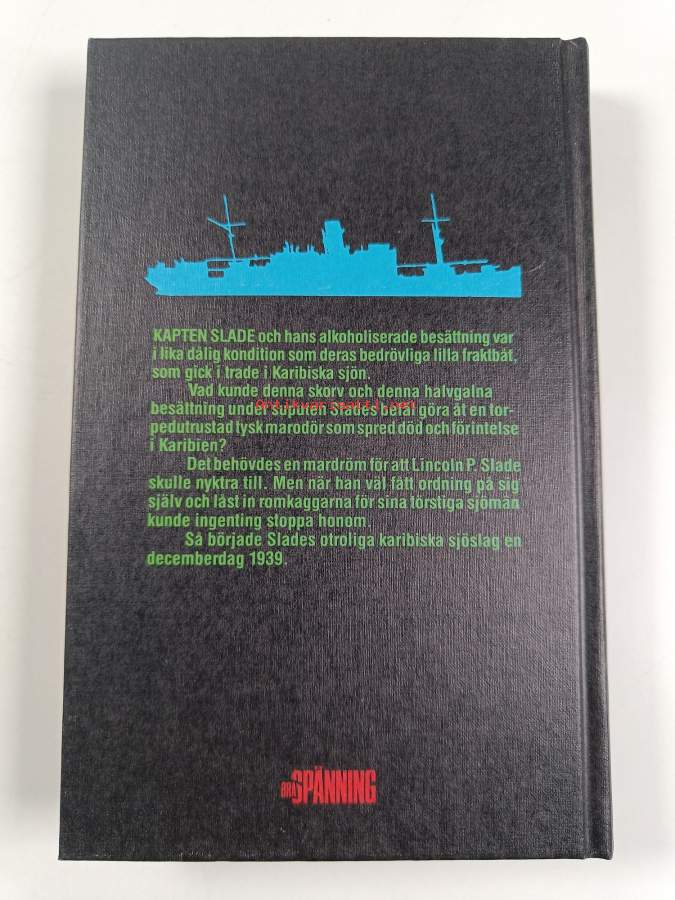 KAPTEN SLADE och hans alkoholiserade besättning var
i lika dålig kondition som deras bedrövliga lilla fraktbåt,
som gick i trade i Karibiska sjön.
Vad kunde denna skorv och denna halvgalna
besättning under suputen Slades befäl göra åt en tor-
pedutrustad tysk marodör som spred död och förintelse
i Karibien?
Det behövdes en mardröm för att Lincoln P. Slade
skulle nyktra till. Men när han väl fått ordning på sig
själv och låst in romkaggarna för sina törstiga sjömän
kunde ingenting stoppa honom.
Så började Slades otroliga karibiska sjöslag en
decemberdag 1939.
BRA SPÄNNING